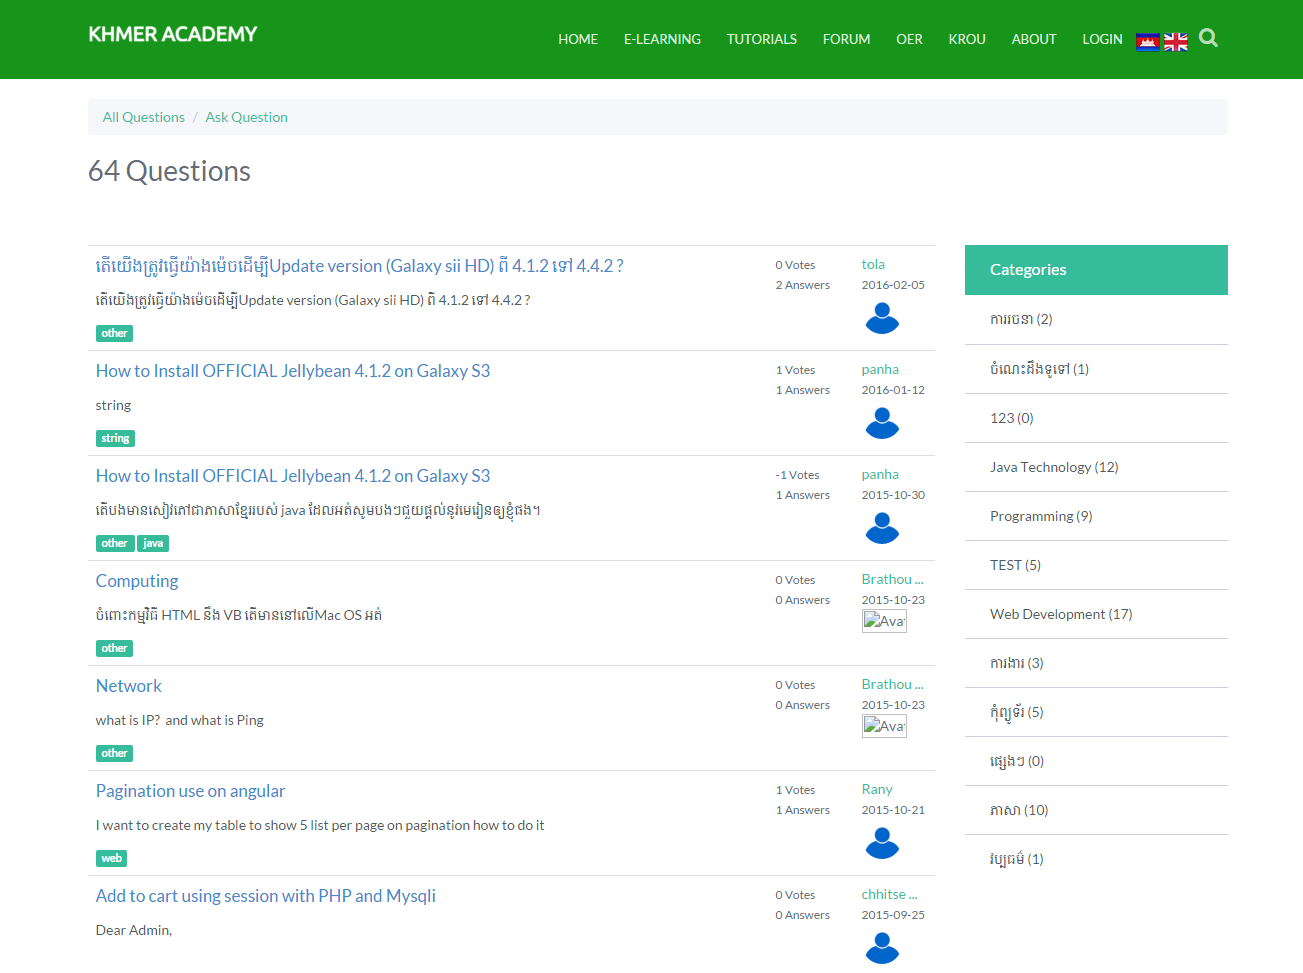 KHMER ACADEMY
HOME E-LEARNING TUTORIALS FORUM OER KROU ABOUT LOGIN
All Questions / Ask Question
64 Questions
តើយើងត្រូវធ្វើយ៉ាងម៉េចដើម្បីUpdate version (Galaxy sii HD) ពី 4.1.2 ទៅ 4.4.2 ?
តើយើងត្រូវធ្វើយ៉ាងម៉េចដើម្បីUpdate version (Galaxy sii HD) ពី 4.1.2 ទៅ 4.4.2 ?
other
0 Votes
2 Answers
tola
2016-02-05
How to Install OFFICIAL Jellybean 4.1.2 on Galaxy S3
string
string
1 Votes
1 Answers
panha
2016-01-12
How to Install OFFICIAL Jellybean 4.1.2 on Galaxy S3
តើបងមានសៀវភៅជាភាសាខ្មែររបស់ java ដែលអត់សូមបងៗជួយផ្តល់នូវមេរៀនឲ្យខ្ញុំផង។
other java
-1 Votes
1 Answers
panha
2015-10-30
Computing
ចំពោះកម្មវិធី HTML នឹង VB តើមាននៅលើMac OS អត់
other
0 Votes
0 Answers
Brathou ...
2015-10-23
Avat
Network
what is IP? and what is Ping
other
0 Votes
0 Answers
Brathou ...
2015-10-23
Avat
Pagination use on angular
I want to create my table to show 5 list per page on pagination how to do it
web
1 Votes
1 Answers
Rany
2015-10-21
Add to cart using session with PHP and Mysqli
Dear Admin,
0 Votes
0 Answers
chhitse ...
2015-09-25
Categories
ការរចនា (2)
ចំណេះដឹងទូទៅ (1)
123 (0)
Java Technology (12)
Programming (9)
TEST (5)
Web Development (17)
ការងារ (3)
កុំព្យូទ័រ (5)
ផ្សេងៗ (0)
ភាសា (10)
វប្បធម៌ (1)